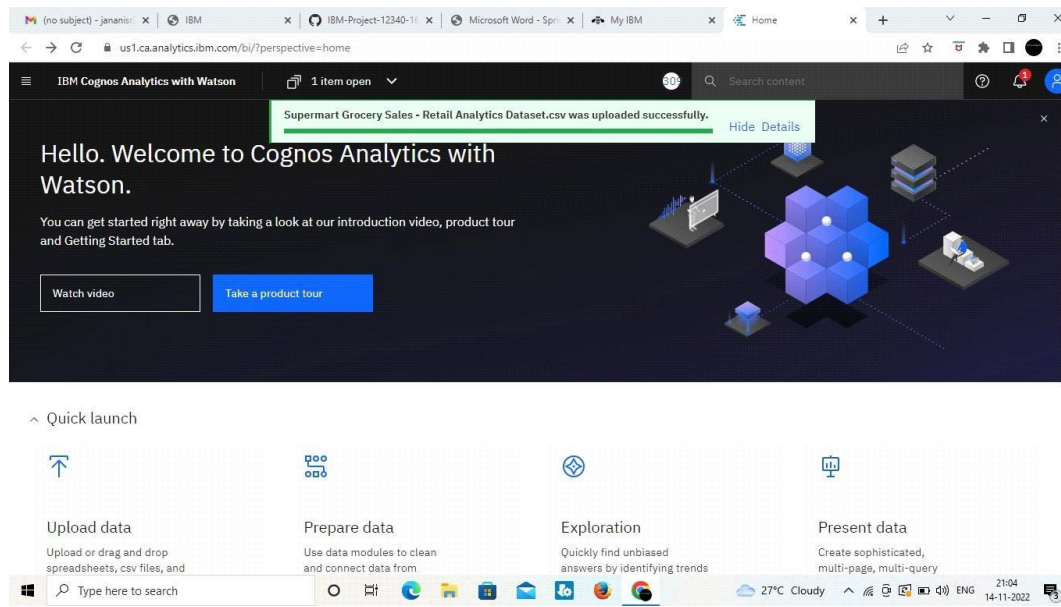 (no subject) - jananisri
IBM
IBM-Project-12340-16
Microsoft Word - Spri
My IBM
Home
us1.ca.analytics.ibm.com/bi/?perspective=home
IBM Cognos Analytics with Watson
1 item open
309
Search content
1
Supermart Grocery Sales - Retail Analytics Dataset.csv was uploaded successfully.
Hide Details
Hello. Welcome to Cognos Analytics with
Watson.
You can get started right away by taking a look at our introduction video, product tour
and Getting Started tab.
Watch video
Take a product tour
Quick launch
Upload data
Upload or drag and drop
spreadsheets, csv files, and
Prepare data
Use data modules to clean
and connect data from
Exploration
Quickly find unbiased
answers by identifying trends
Present data
Create sophisticated,
multi-page, multi-query
Type here to search
27°C Cloudy
ENG
21:04
14-11-2022
3